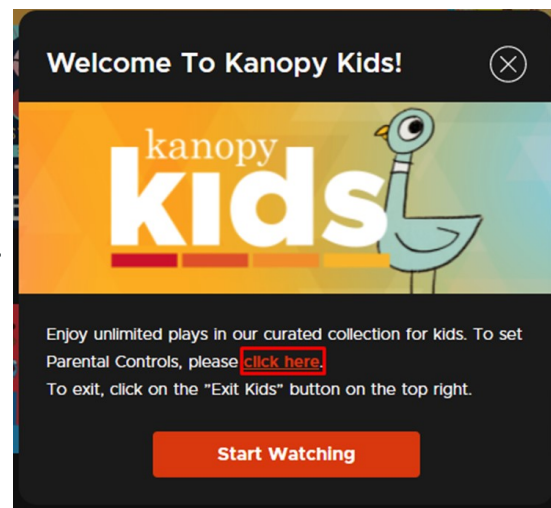 Welcome To Kanopy Kids!
kanopy
kids
Enjoy unlimited plays in our curated collection for kids. To set
Parental Controls, please click here.
To exit, click on the "Exit Kids" button on the top right.
Start Watching